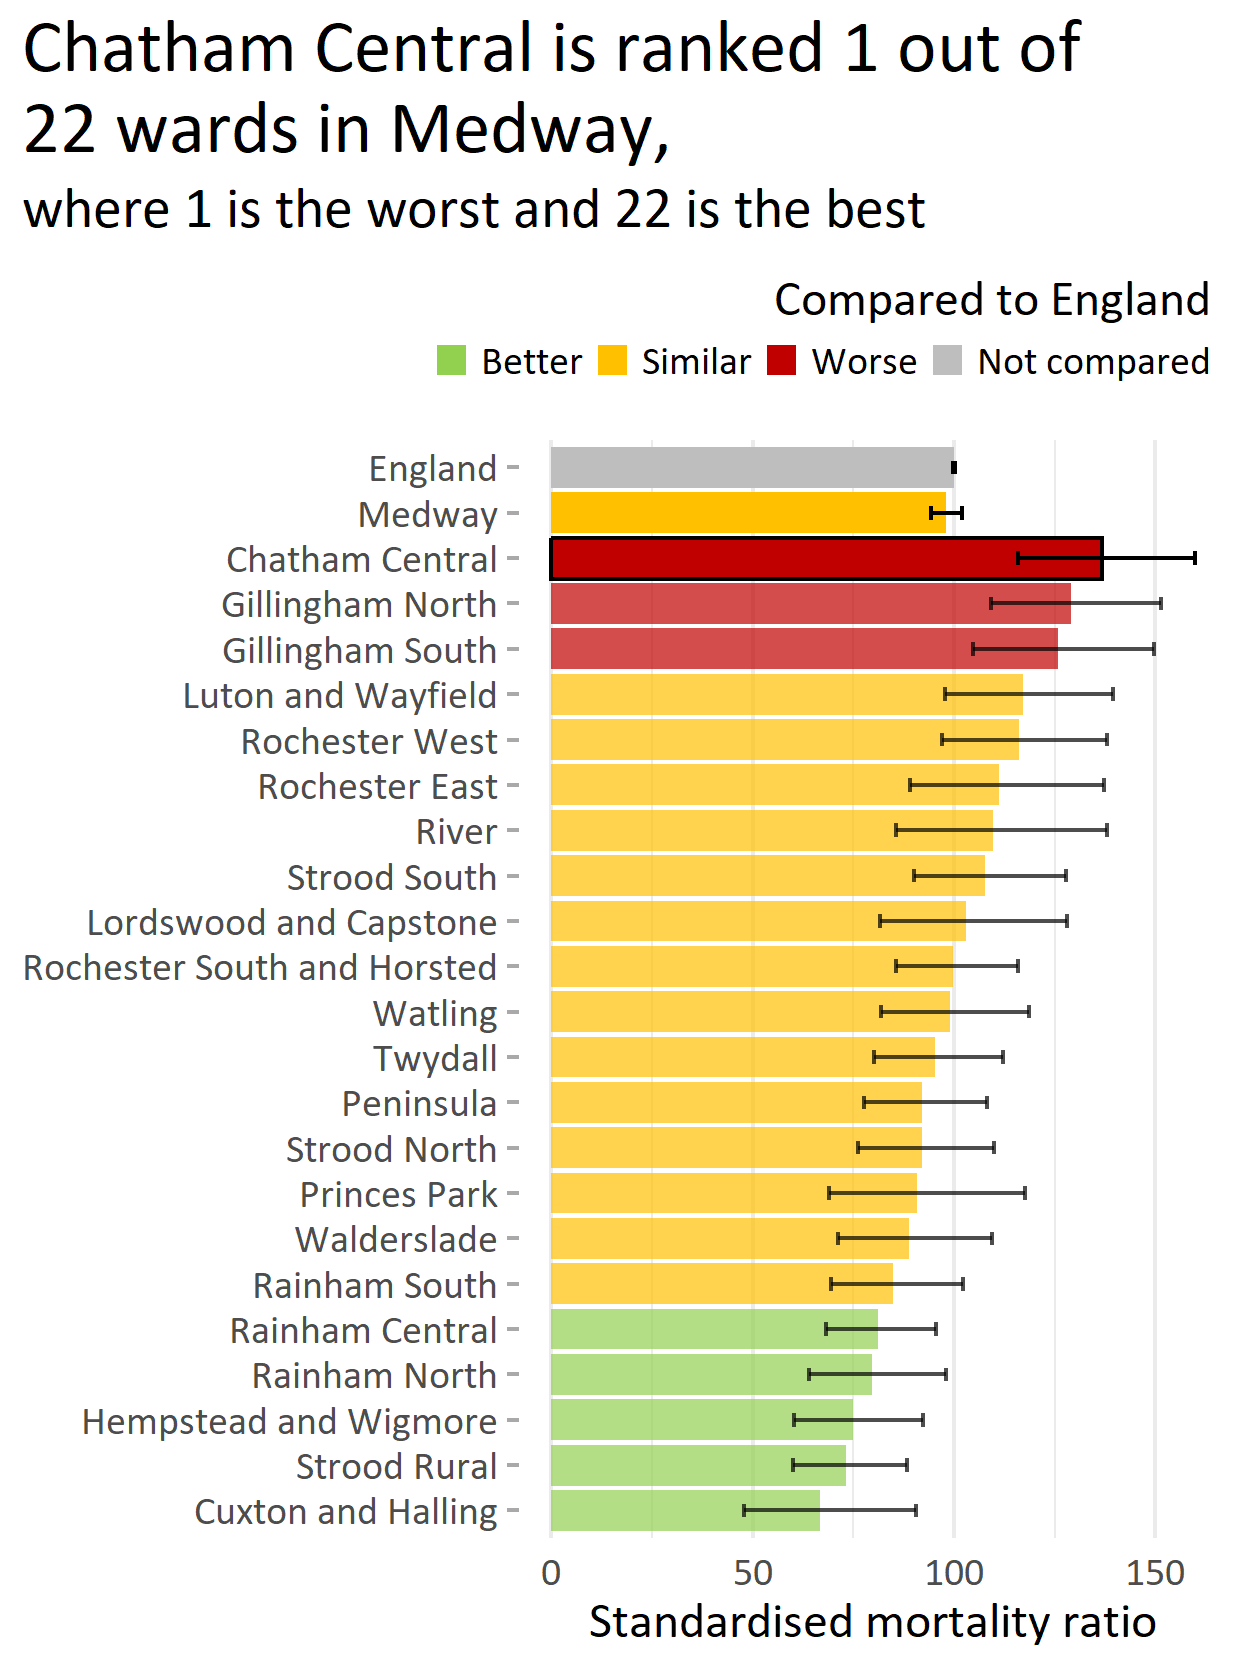 Chatham Central is ranked 1 out of
22 wards in Medway,
where 1 is the worst and 22 is the best
Compared to England
Better Similar Worse Not compared
England
Medway
Chatham Central
Gillingham North
Gillingham South
Luton and Wayfield
Rochester West
Rochester East
River
Strood South
Lordswood and Capstone
Rochester South and Horsted
Watling
Twydall
Peninsula
Strood North
Princes Park
Walderslade
Rainham South
Rainham Central
Rainham North
Hempstead and Wigmore
Strood Rural
Cuxton and Halling
0 50 100 150
Standardised mortality ratio